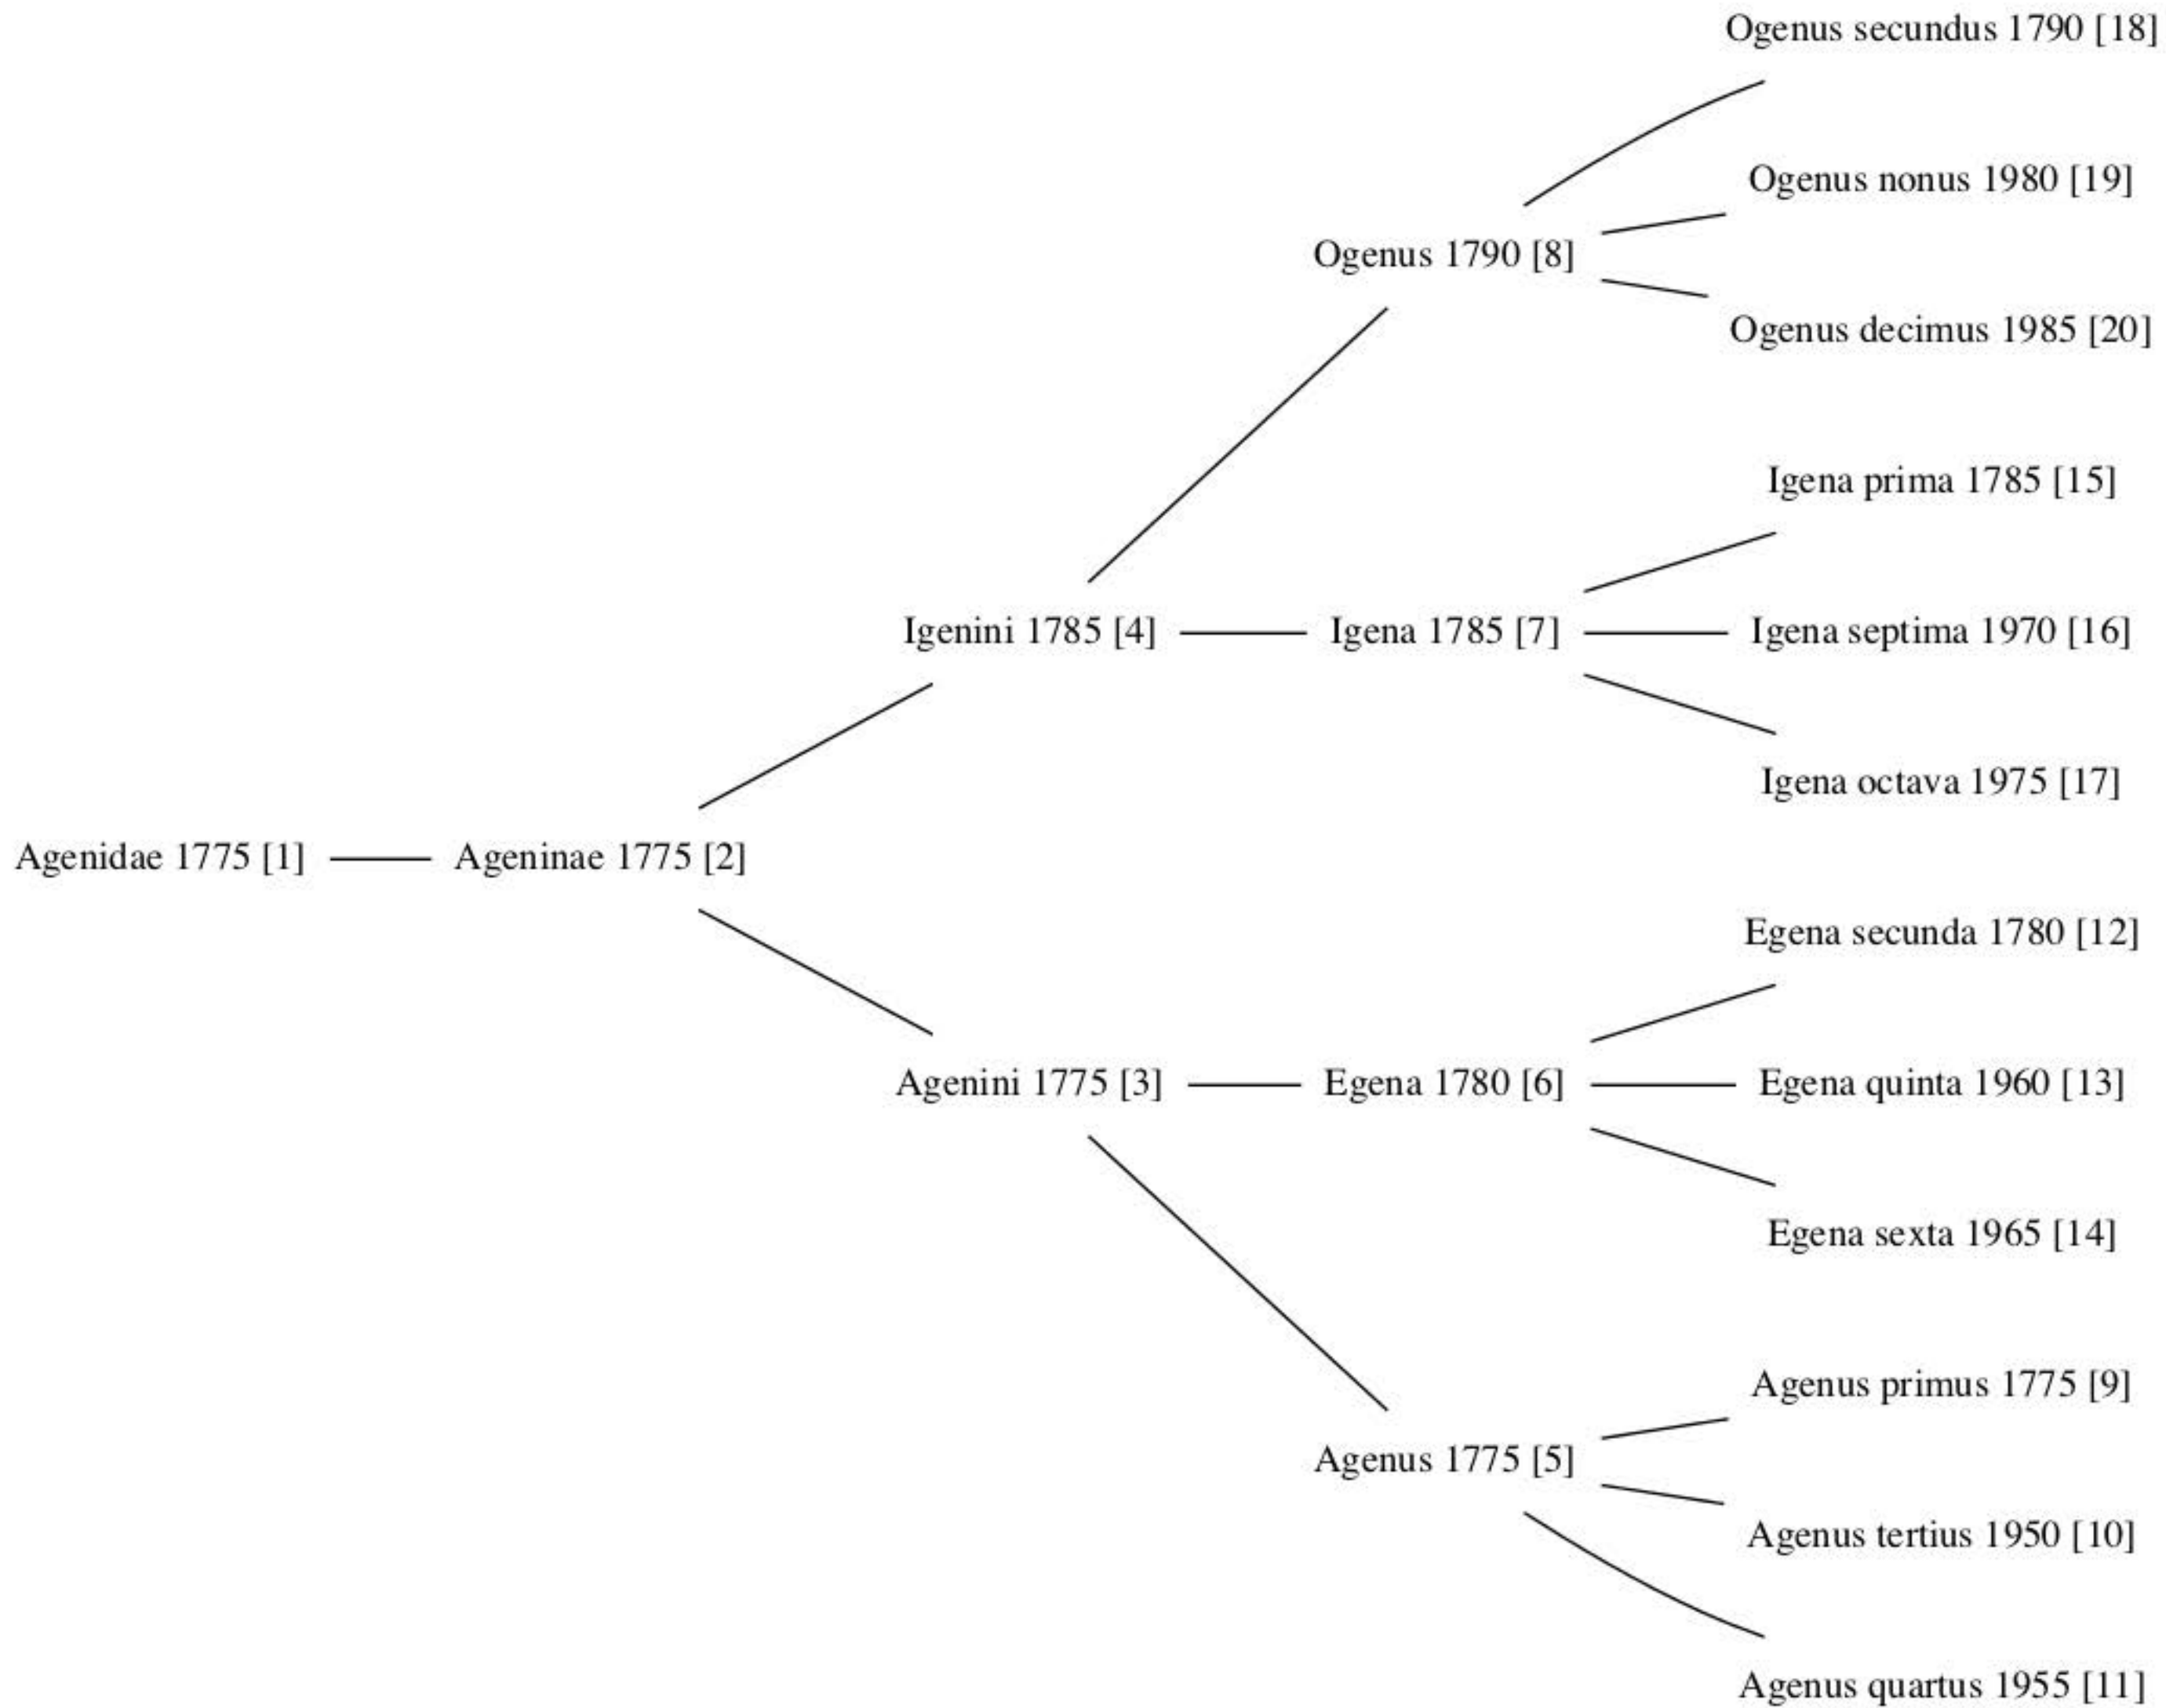 Ogenus secundus 1790 [18]
Ogenus nonus 1980 [19]
Ogenus 1790 [8]
Ogenus decimus 1985 [20]
Igena prima 1785 [15]
Igenini 1785 [4]
Igena 1785 [7]
Igena septima 1970 [16]
Igena octava 1975 [17]
Agenidae 1775 [1]
Ageninae 1775 [2]
Egena secunda 1780 [12]
Agenini 1775 [3]
Egena 1780 [6]
Egena quinta 1960 [13]
Egena sexta 1965 [14]
Agenus primus 1775 [9]
Agenus 1775 [5]
Agenus tertius 1950 [10]
Agenus quartus 1955 [11]